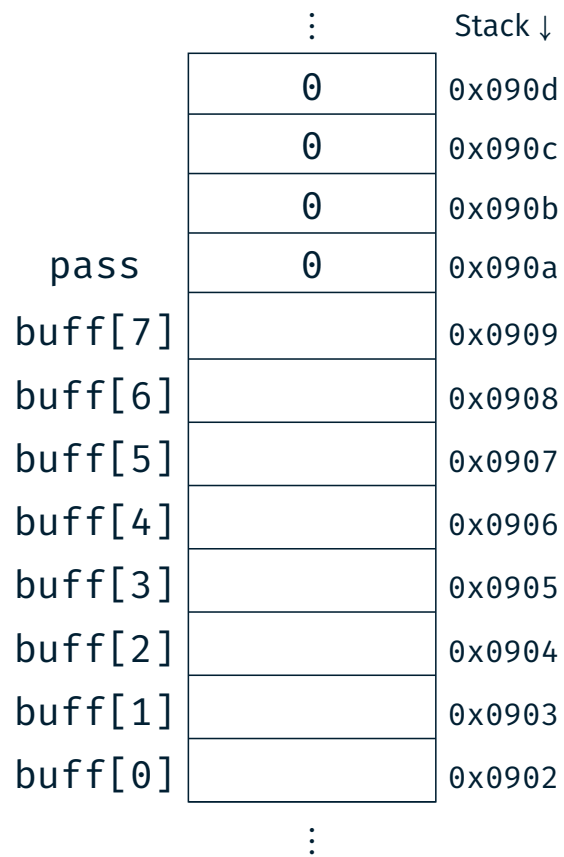 ⋮ Stack ↓
0 0x090d
0 0x090c
0 0x090b
pass 0 0x090a
buff[7] 0x0909
buff[6] 0x0908
buff[5] 0x0907
buff[4] 0x0906
buff[3] 0x0905
buff[2] 0x0904
buff[1] 0x0903
buff[0] 0x0902
⋮